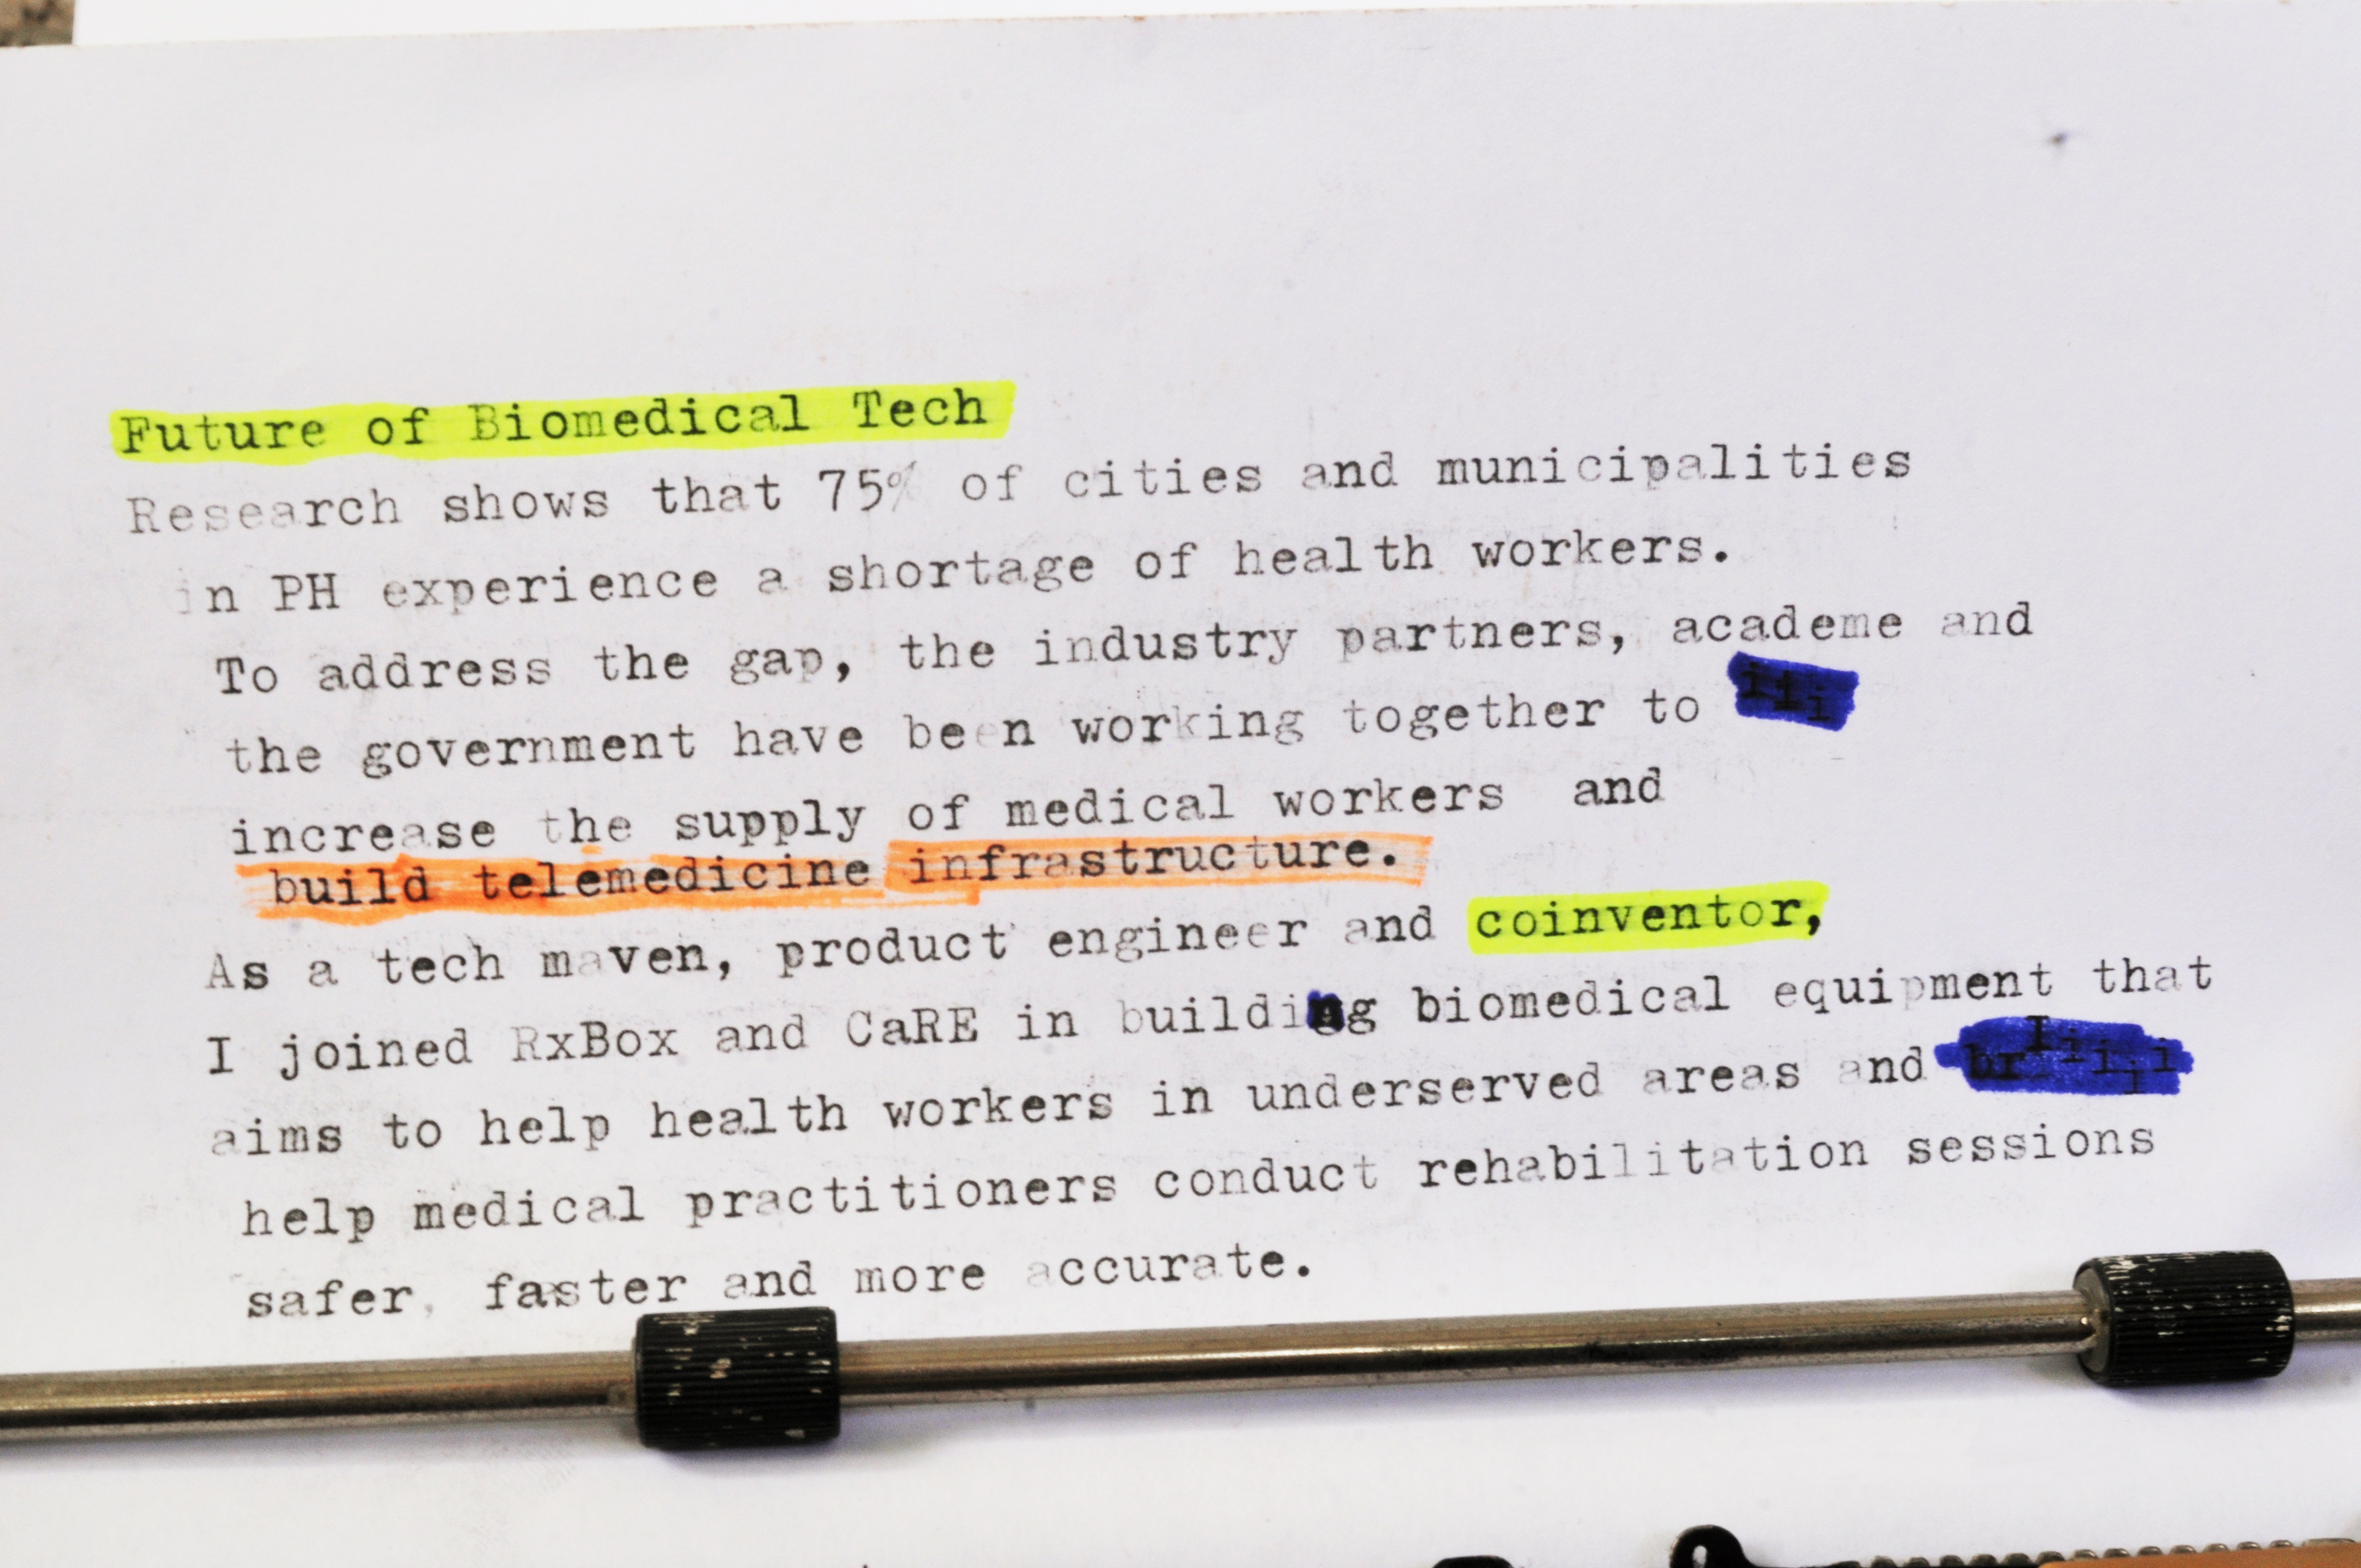 Future of Biomedical Tech
Research shows that 75% of cities and municipalities
in PH experience a shortage of health workers.
To address the gap, the industry partners, academe and
the government have been working together to
increase the supply of medical workers and
build telemedicine infrastructure.
As a tech maven, product engineer and coinventor,
I joined RxBox and CaRE in building biomedical equipment that
aims to help health workers in underserved areas and
help medical practitioners conduct rehabilitation sessions
safer, faster and more accurate.